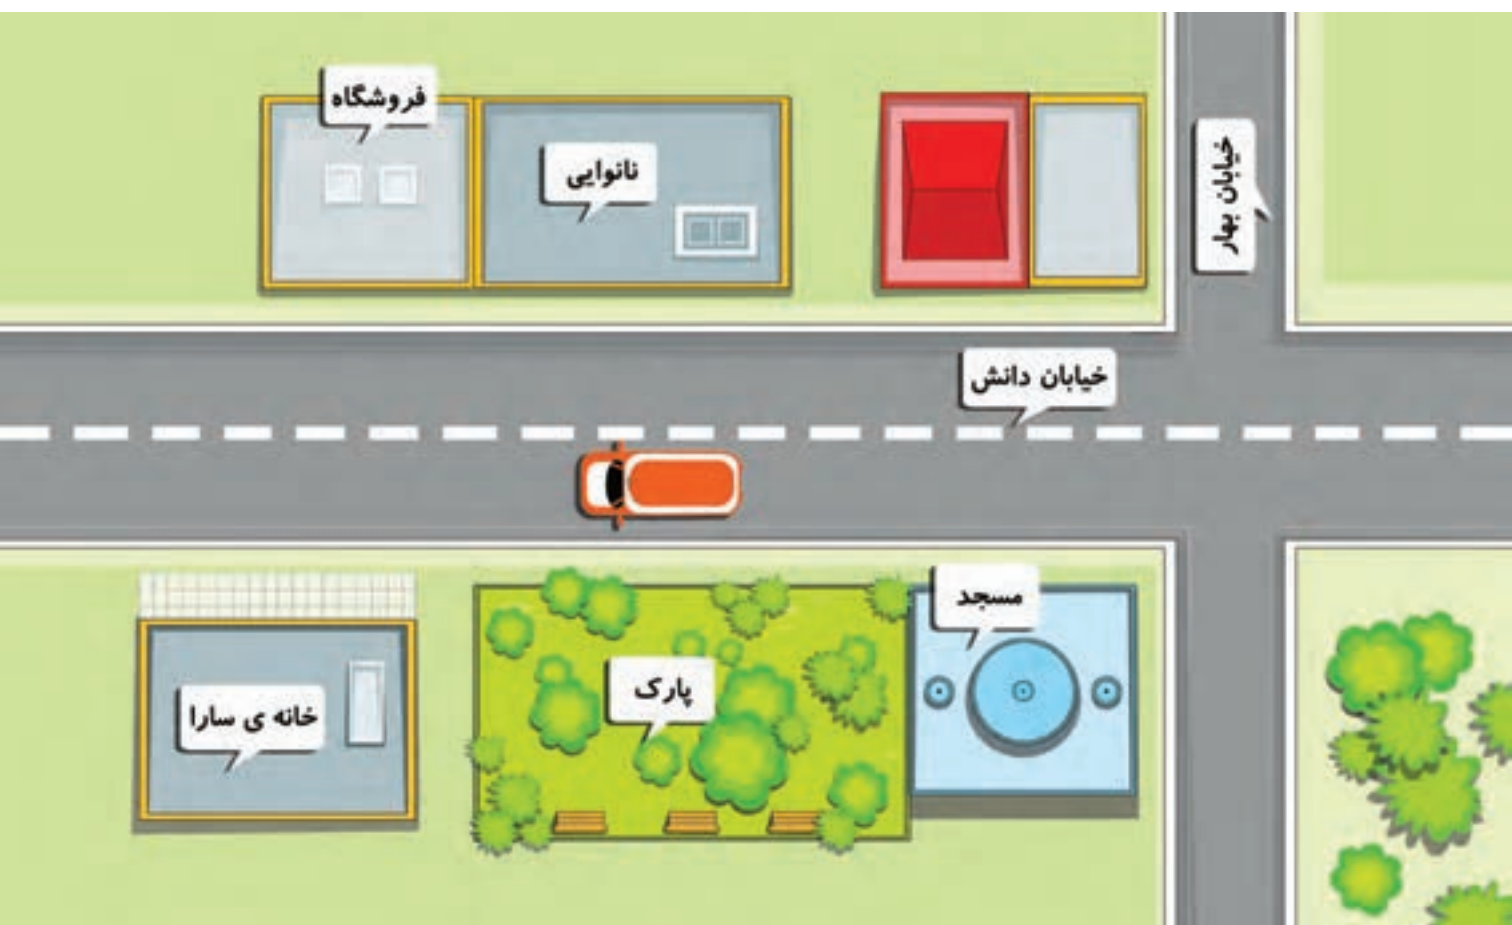 فروشگاه
نانوایی
خیابان بهار
خیابان دانش
مسجد
پارک
خانه ی سارا